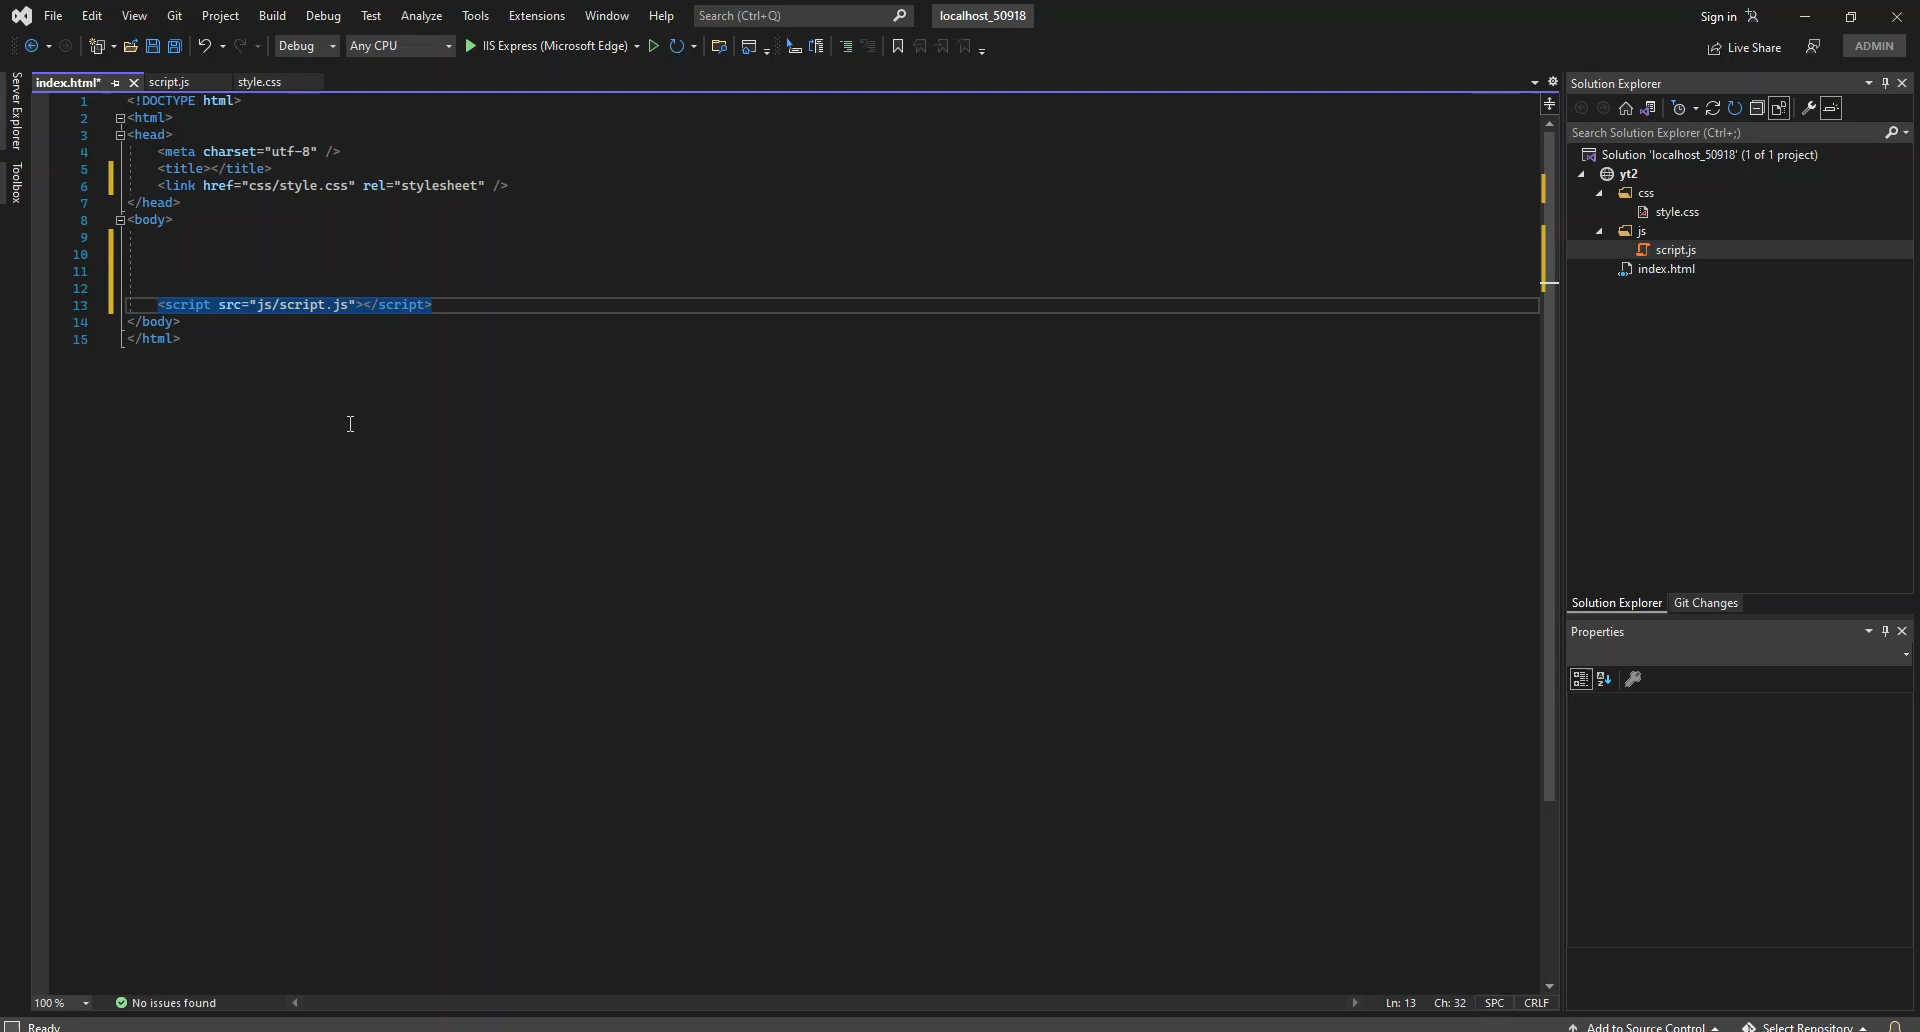 File Edit View Git Project Build Debug Test Analyze Tools Extensions Window Help Search (Ctrl+Q) localhost_50918 Sign in
Debug Any CPU IIS Express (Microsoft Edge) Live Share ADMIN
Server Explorer
Toolbox
index.html* script.js style.css
1 <!DOCTYPE html>
2 <html>
3 <head>
4 <meta charset="utf-8" />
5 <title></title>
6 <link href="css/style.css" rel="stylesheet" />
7 </head>
8 <body>
9
10
11
12
13 <script src="js/script.js"></script>
14 </body>
15 </html>
100 % No issues found Ln: 13 Ch: 32 SPC CRLF
Solution Explorer
Search Solution Explorer (Ctrl+;)
Solution 'localhost_50918' (1 of 1 project)
yt2
css
style.css
js
script.js
index.html
Solution Explorer Git Changes
Properties
Ready Add to Source Control Select Repository